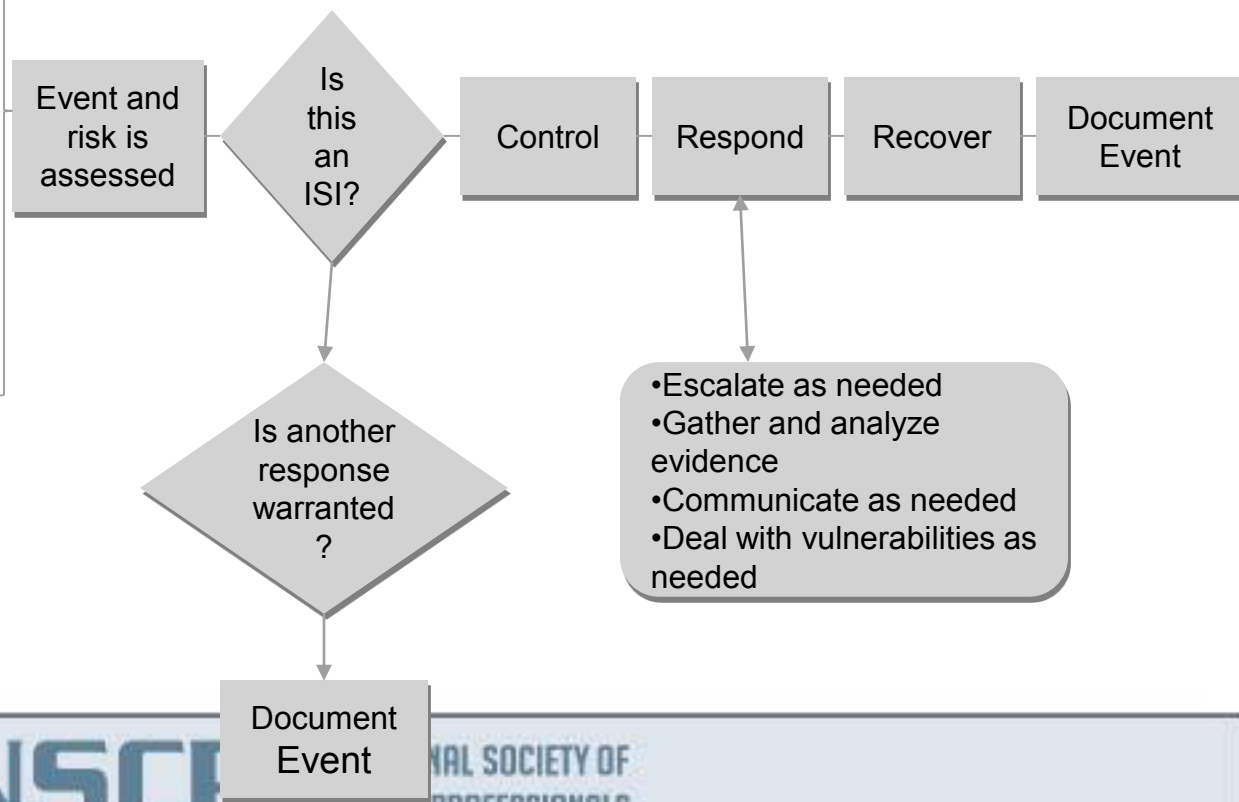 Event and
risk is
assessed
Is
this
an
ISI?
Control
Respond
Recover
Document
Event
Is another
response
warranted
?
•Escalate as needed
•Gather and analyze
evidence
•Communicate as needed
•Deal with vulnerabilities as
needed
Document
Event
SOCIETY OF
PROFESSIONALS